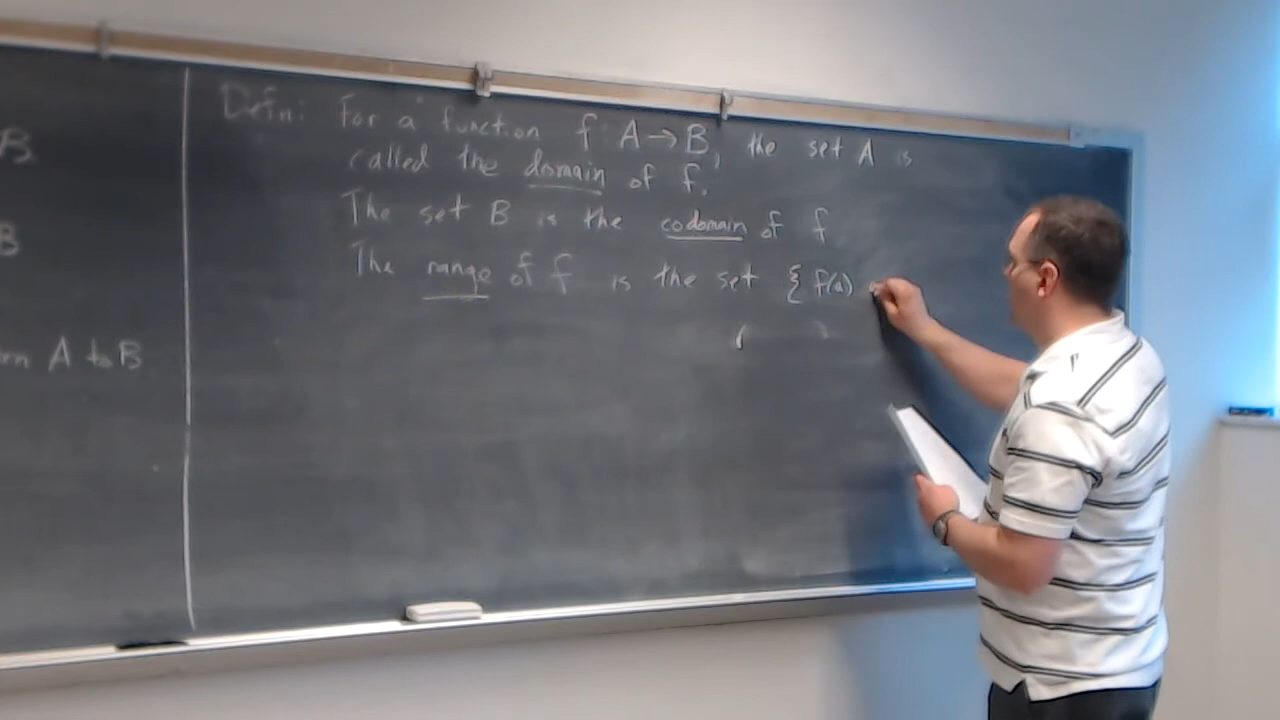 B
B
A to B
Defn: For a function f: A → B, the set A is
called the domain of f.
The set B is the codomain of f
The range of f is the set { f(a)